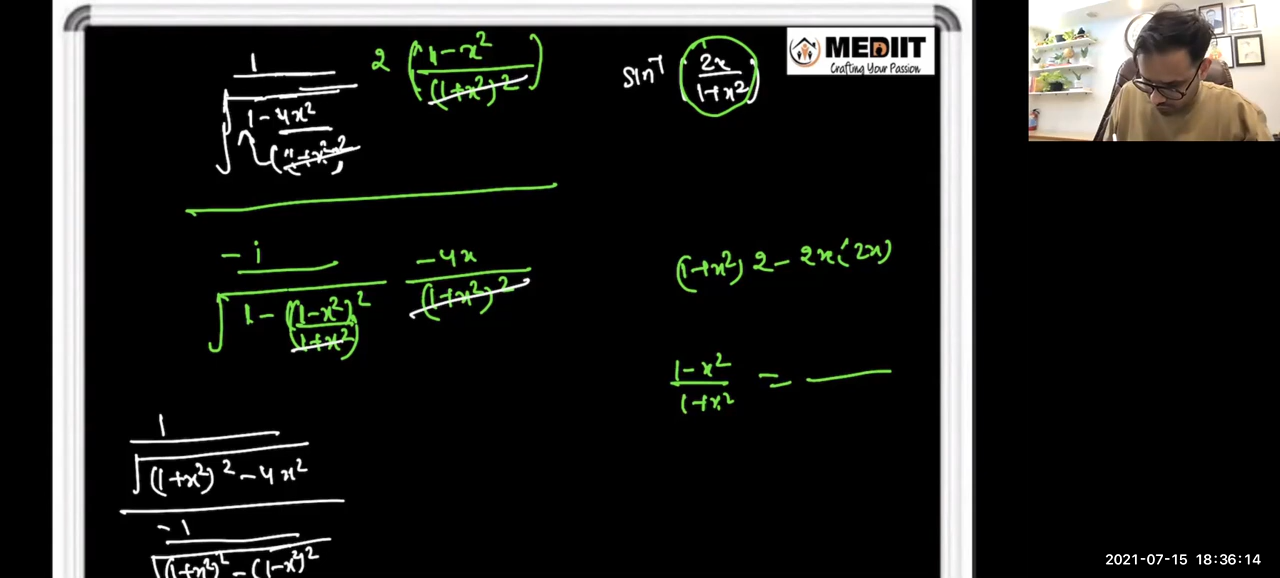 1 / √(1 - 4x² / (1+x²)²) 2 ((1-x²) / (1+x²)²)
sin⁻¹ (2x / 1+x²)
MEDIIT
Crafting Your Passion
-1 / √(1 - ((1-x²) / (1+x²))²) -4x / (1+x²)²
(1+x²) 2 - 2x (2x)
1-x² / 1+x² =
1 / √((1+x²)² - 4x²)
-1 / √((1+x²)² - (1-x²)²)
2021-07-15 18:36:14